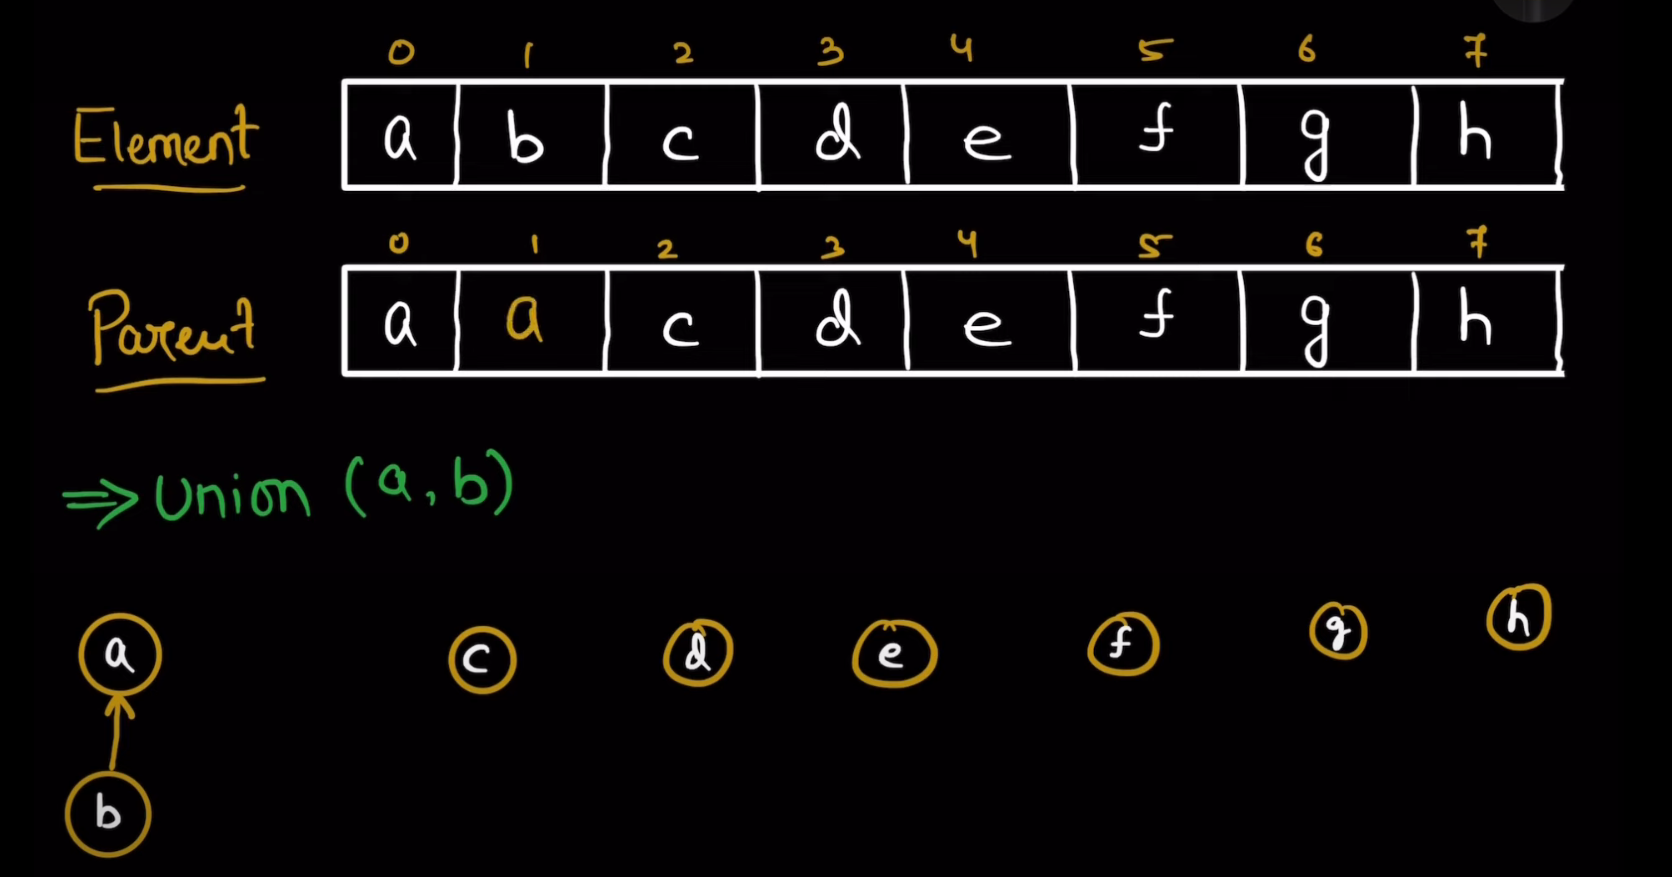 0 1 2 3 4 5 6 7
Element a b c d e f g h
0 1 2 3 4 5 6 7
Parent a a c d e f g h
⇒ Union (a, b)
a c d e f g h
b